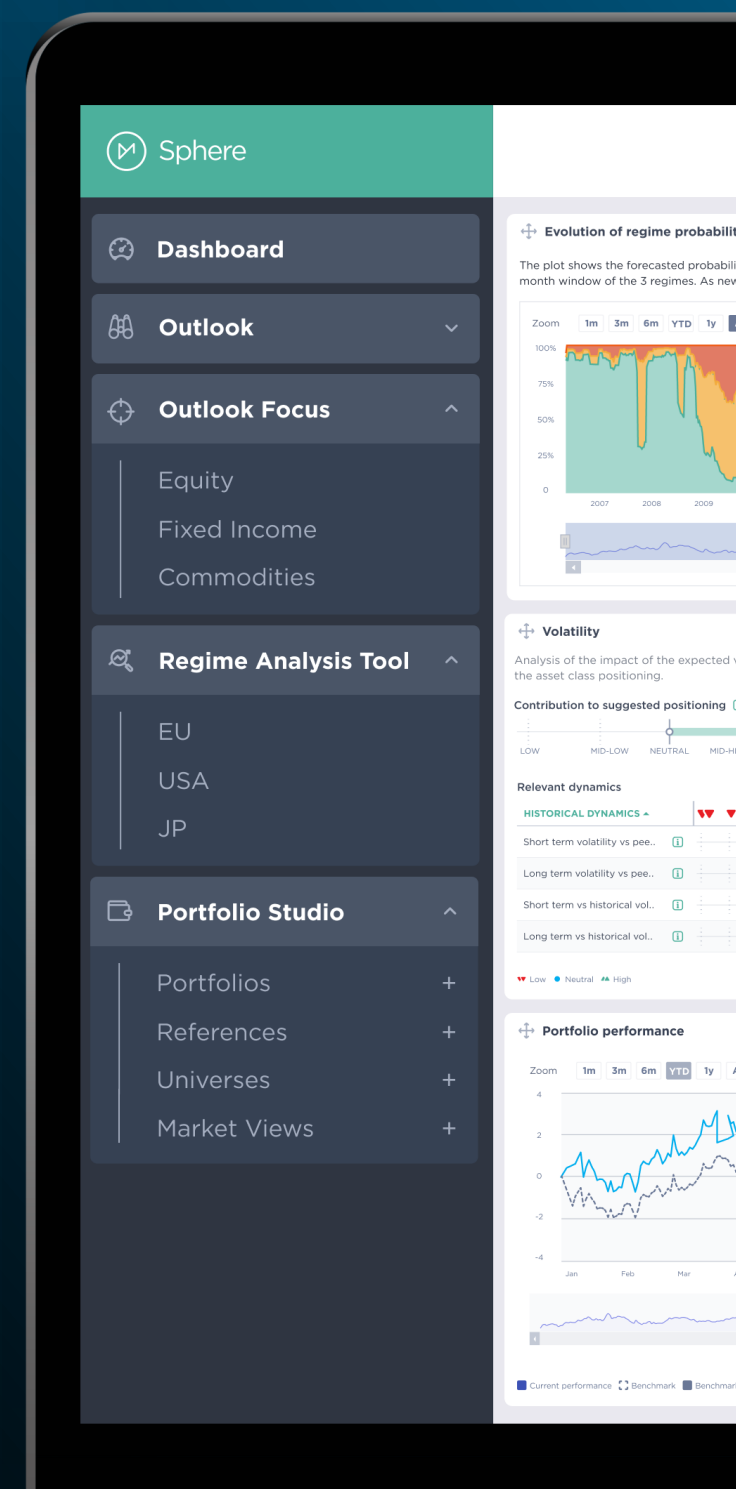 Sphere
Dashboard
Outlook
Outlook Focus
Equity
Fixed Income
Commodities
Regime Analysis Tool
EU
USA
JP
Portfolio Studio
Portfolios +
References +
Universes +
Market Views +
Evolution of regime probabilit
The plot shows the forecasted probabili
month window of the 3 regimes. As new
Zoom 1m 3m 6m YTD 1y
100%
75%
50%
25%
0
2007 2008 2009
Volatility
Analysis of the impact of the expected v
the asset class positioning.
Contribution to suggested positioning
LOW MID-LOW NEUTRAL MID-HI
Relevant dynamics
HISTORICAL DYNAMICS
Short term volatility vs pee..
Long term volatility vs pee..
Short term vs historical vol..
Long term vs historical vol..
Low Neutral High
Portfolio performance
Zoom 1m 3m 6m YTD 1y A
4
2
0
-2
-4
Jan Feb Mar A
Current performance Benchmark Benchmark